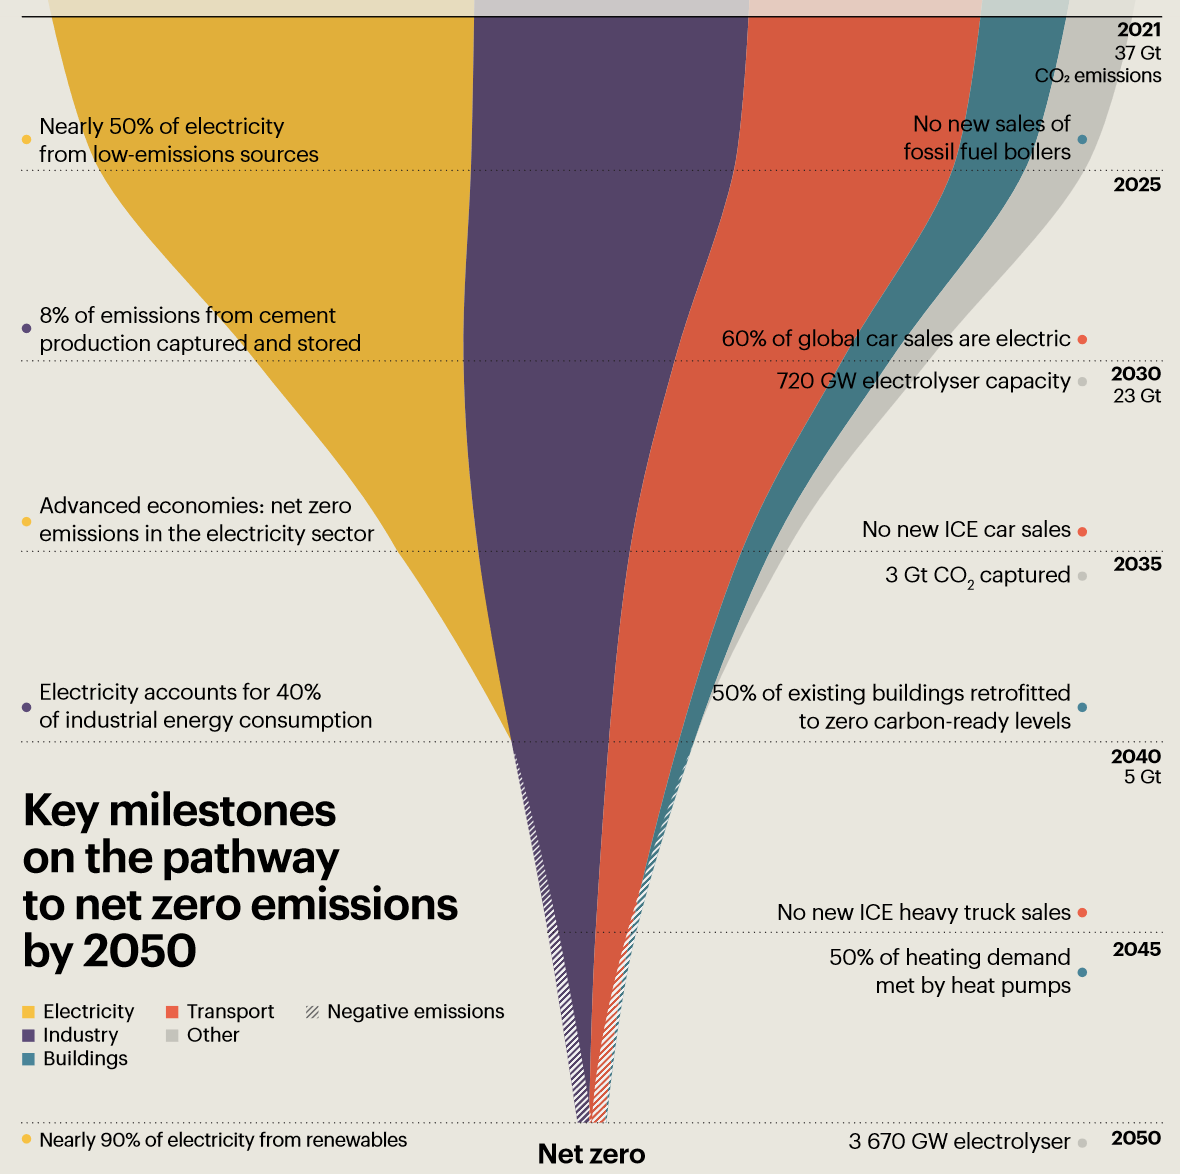 2021
37 Gt
CO₂ emissions
Nearly 50% of electricity
from low-emissions sources
No new sales of
fossil fuel boilers
2025
8% of emissions from cement
production captured and stored
60% of global car sales are electric
720 GW electrolyser capacity
2030
23 Gt
Advanced economies: net zero
emissions in the electricity sector
No new ICE car sales
2035
3 Gt CO₂ captured
Electricity accounts for 40%
of industrial energy consumption
50% of existing buildings retrofitted
to zero carbon-ready levels
2040
5 Gt
Key milestones
on the pathway
to net zero emissions
by 2050
No new ICE heavy truck sales
2045
50% of heating demand
met by heat pumps
Electricity
Transport
Negative emissions
Industry
Other
Buildings
Nearly 90% of electricity from renewables
Net zero
3 670 GW electrolyser
2050